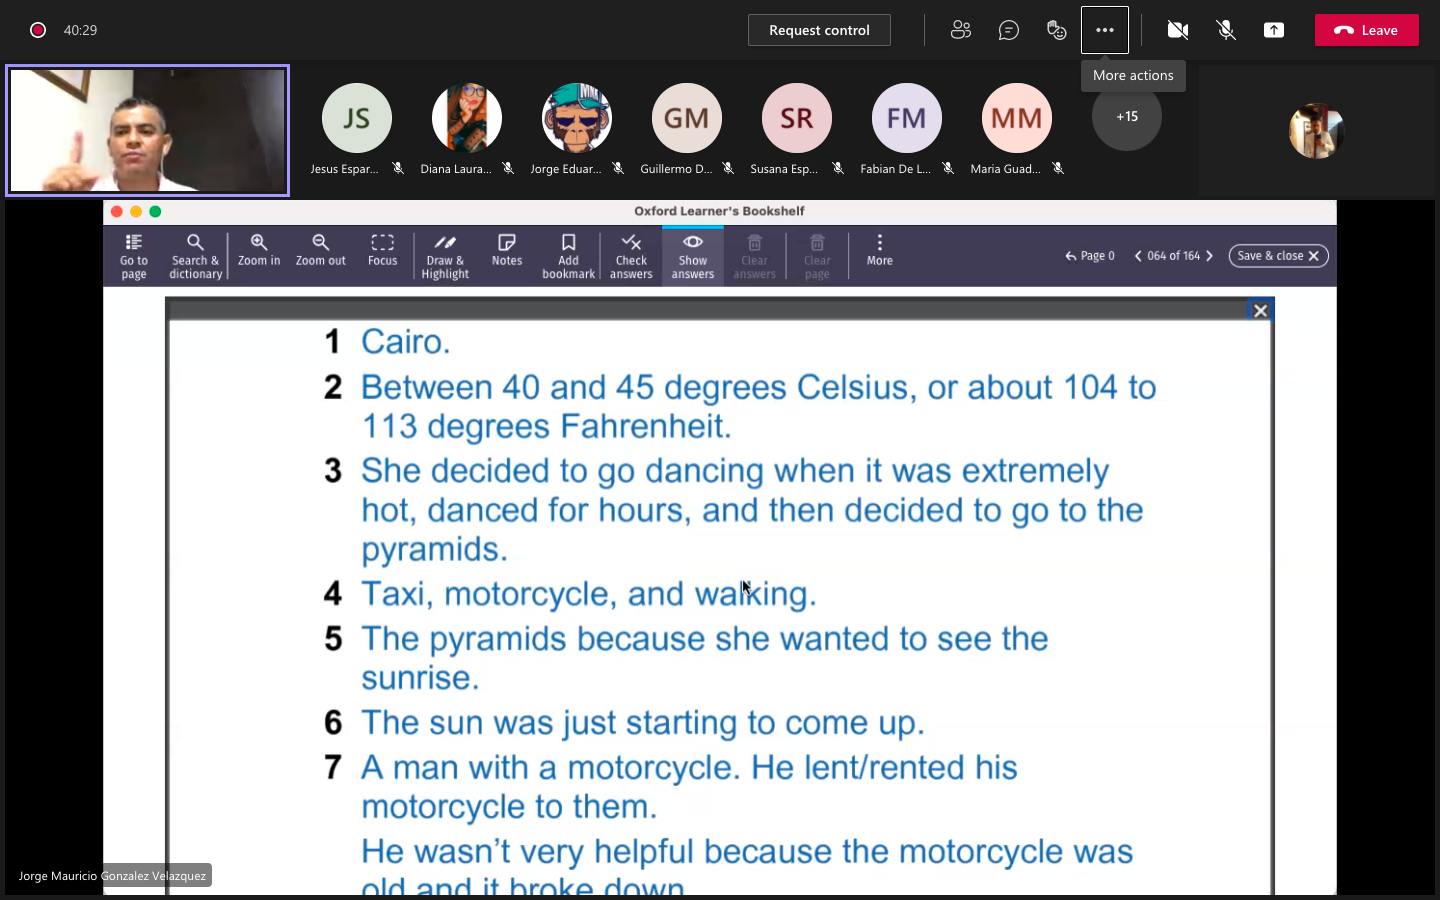 40:29
Request control
Leave
More actions
JS
GM
SR
FM
MM
+15
Jesus Espar...
Diana Laura...
Jorge Eduar...
Guillermo D...
Susana Esp...
Fabian De L...
Maria Guad...
Oxford Learner's Bookshelf
Go to page
Search & dictionary
Zoom in
Zoom out
Focus
Draw & Highlight
Notes
Add bookmark
Check answers
Show answers
Clear answers
Clear page
More
Page 0
064 of 164
Save & close
1 Cairo.
2 Between 40 and 45 degrees Celsius, or about 104 to
113 degrees Fahrenheit.
3 She decided to go dancing when it was extremely
hot, danced for hours, and then decided to go to the
pyramids.
4 Taxi, motorcycle, and walking.
5 The pyramids because she wanted to see the
sunrise.
6 The sun was just starting to come up.
7 A man with a motorcycle. He lent/rented his
motorcycle to them.
He wasn't very helpful because the motorcycle was
old and it broke down
Jorge Mauricio Gonzalez Velazquez